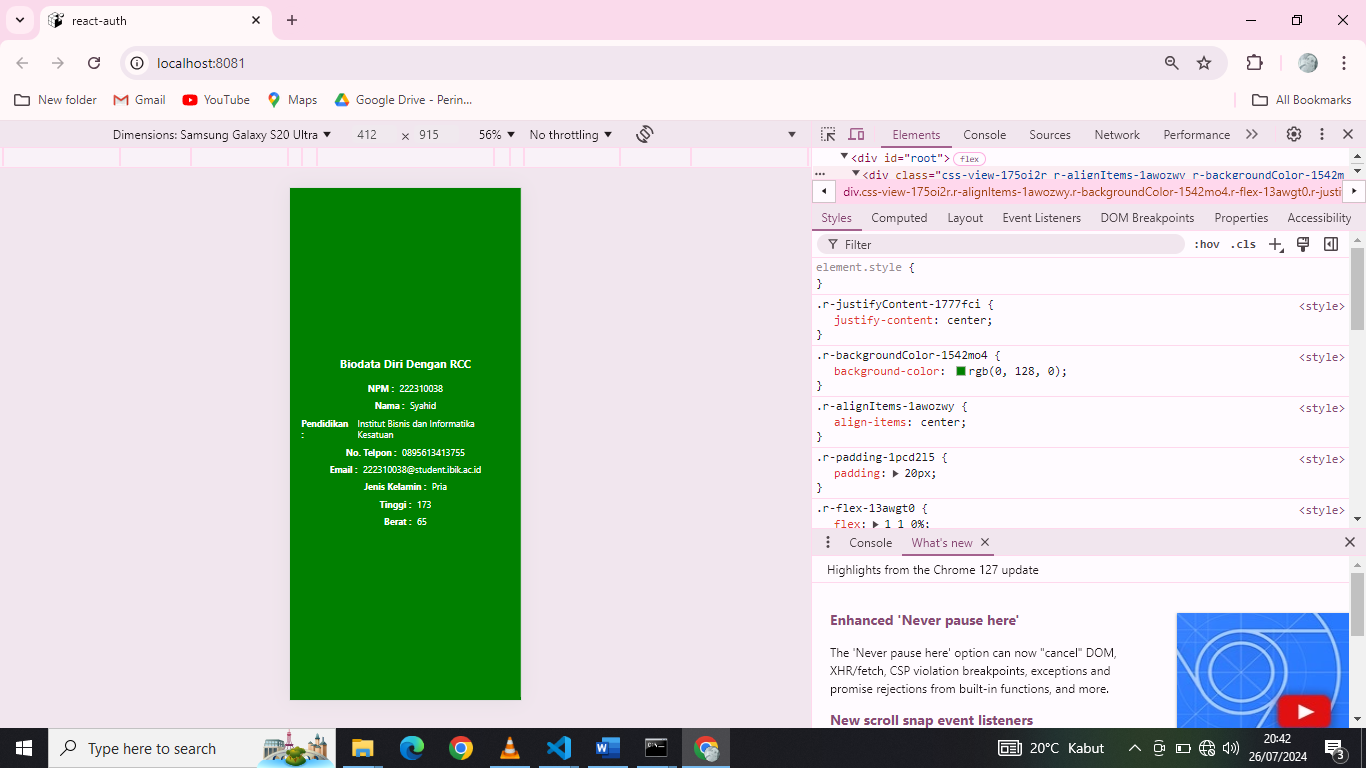 react-auth
localhost:8081
New folder
Gmail
YouTube
Maps
Google Drive - Perin...
All Bookmarks
Dimensions: Samsung Galaxy S20 Ultra 412 × 915 56% No throttling
Elements Console Sources Network Performance
<div id="root"> flex
<div class="css-view-175oi2r r-alignItems-1awozwy r-backgroundColor-1542m
div.css-view-175oi2r.r-alignItems-1awozwy.r-backgroundColor-1542mo4.r-flex-13awgt0.r-justi
Styles Computed Layout Event Listeners DOM Breakpoints Properties Accessibility
Filter :hov .cls
element.style {
}
.r-justifyContent-1777fci { <style>
justify-content: center;
}
.r-backgroundColor-1542mo4 { <style>
background-color: rgb(0, 128, 0);
}
.r-alignItems-1awozwy { <style>
align-items: center;
}
.r-padding-1pcd2l5 { <style>
padding: 20px;
}
.r-flex-13awgt0 { <style>
flex: 1 1 0%;
Biodata Diri Dengan RCC
NPM : 222310038
Nama : Syahid
Pendidikan : Institut Bisnis dan Informatika
Kesatuan
No. Telpon : 0895613413755
Email : 222310038@student.ibik.ac.id
Jenis Kelamin : Pria
Tinggi : 173
Berat : 65
Console What's new
Highlights from the Chrome 127 update
Enhanced 'Never pause here'
The 'Never pause here' option can now "cancel" DOM,
XHR/fetch, CSP violation breakpoints, exceptions and
promise rejections from built-in functions, and more.
New scroll snap event listeners
Type here to search
20°C Kabut
20:42
26/07/2024
3